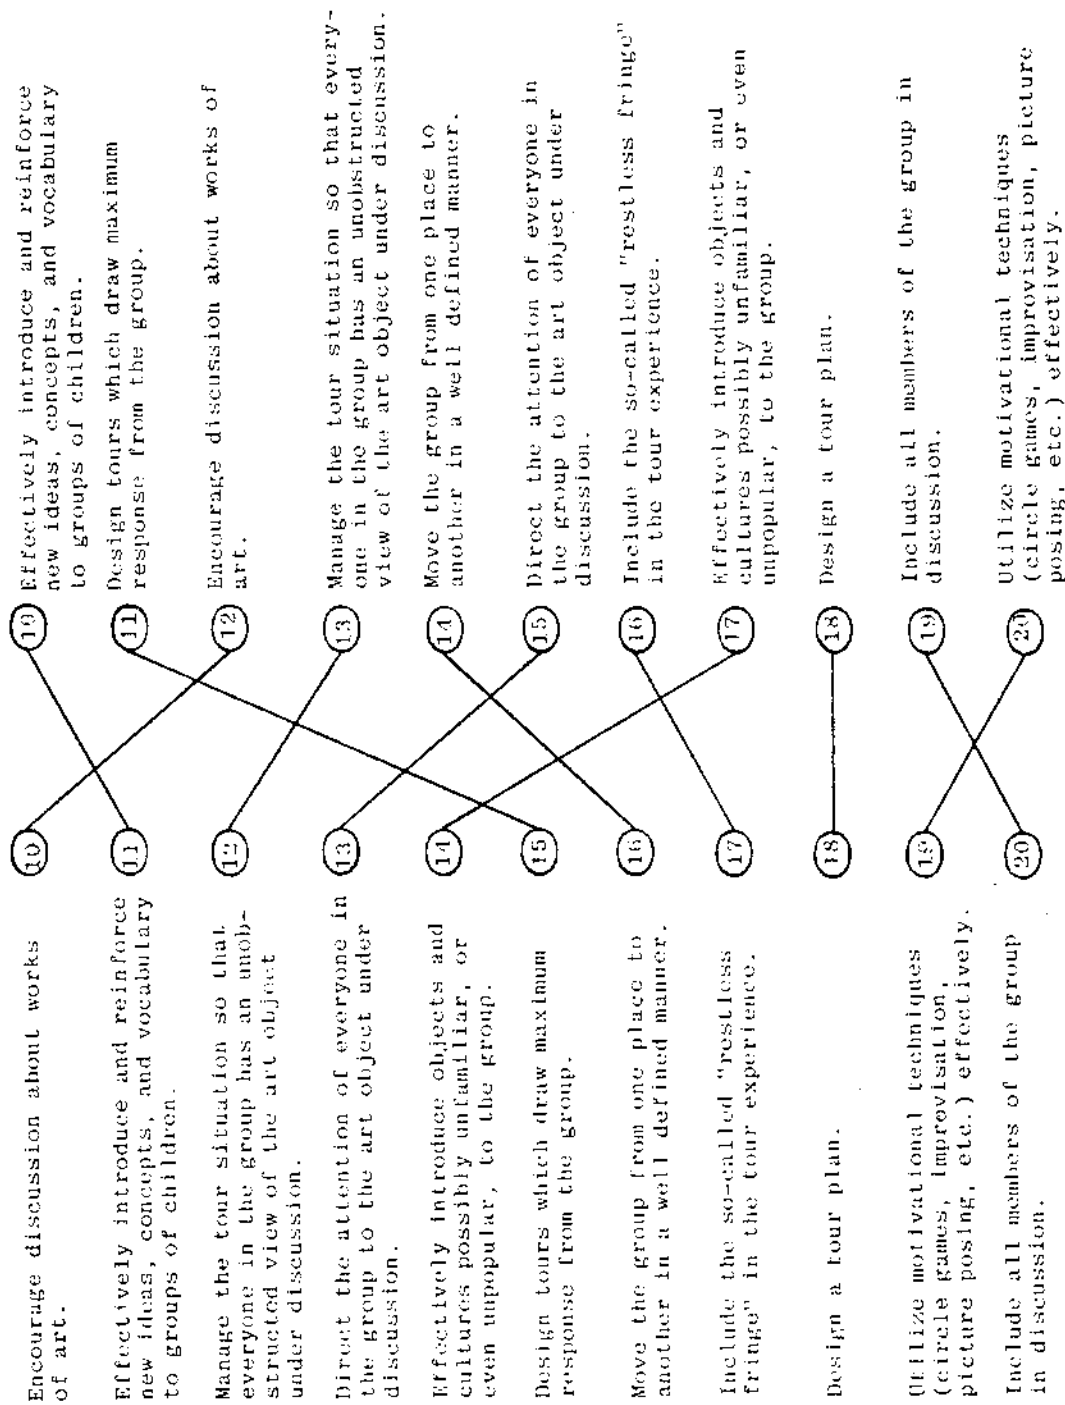 Encourage discussion about works
of art.
10
Effectively introduce and reinforce
new ideas, concepts, and vocabulary
to groups of children.
11
Manage the tour situation so that
everyone in the group has an unob-
structed view of the art object
under discussion.
12
Direct the attention of everyone in
the group to the art object under
discussion.
13
Effectively introduce objects and
cultures possibly unfamiliar, or
even unpopular, to the group.
14
Design tours which draw maximum
response from the group.
15
Move the group from one place to
another in a well defined manner.
16
Include the so-called "restless
fringe" in the tour experience.
17
Design a tour plan.
18
Utilize motivational techniques
(circle games, improvisation,
picture posing, etc.) effectively.
19
Include all members of the group
in discussion.
20
10
Effectively introduce and reinforce
new ideas, concepts, and vocabulary
to groups of children.
11
Design tours which draw maximum
response from the group.
12
Encourage discussion about works of
art.
13
Manage the tour situation so that every-
one in the group has an unobstructed
view of the art object under discussion.
14
Move the group from one place to
another in a well defined manner.
15
Direct the attention of everyone in
the group to the art object under
discussion.
16
Include the so-called "restless fringe"
in the tour experience.
17
Effectively introduce objects and
cultures possibly unfamiliar, or even
unpopular, to the group.
18
Design a tour plan.
19
Include all members of the group in
discussion.
20
Utilize motivational techniques
(circle games, improvisation, picture
posing, etc.) effectively.